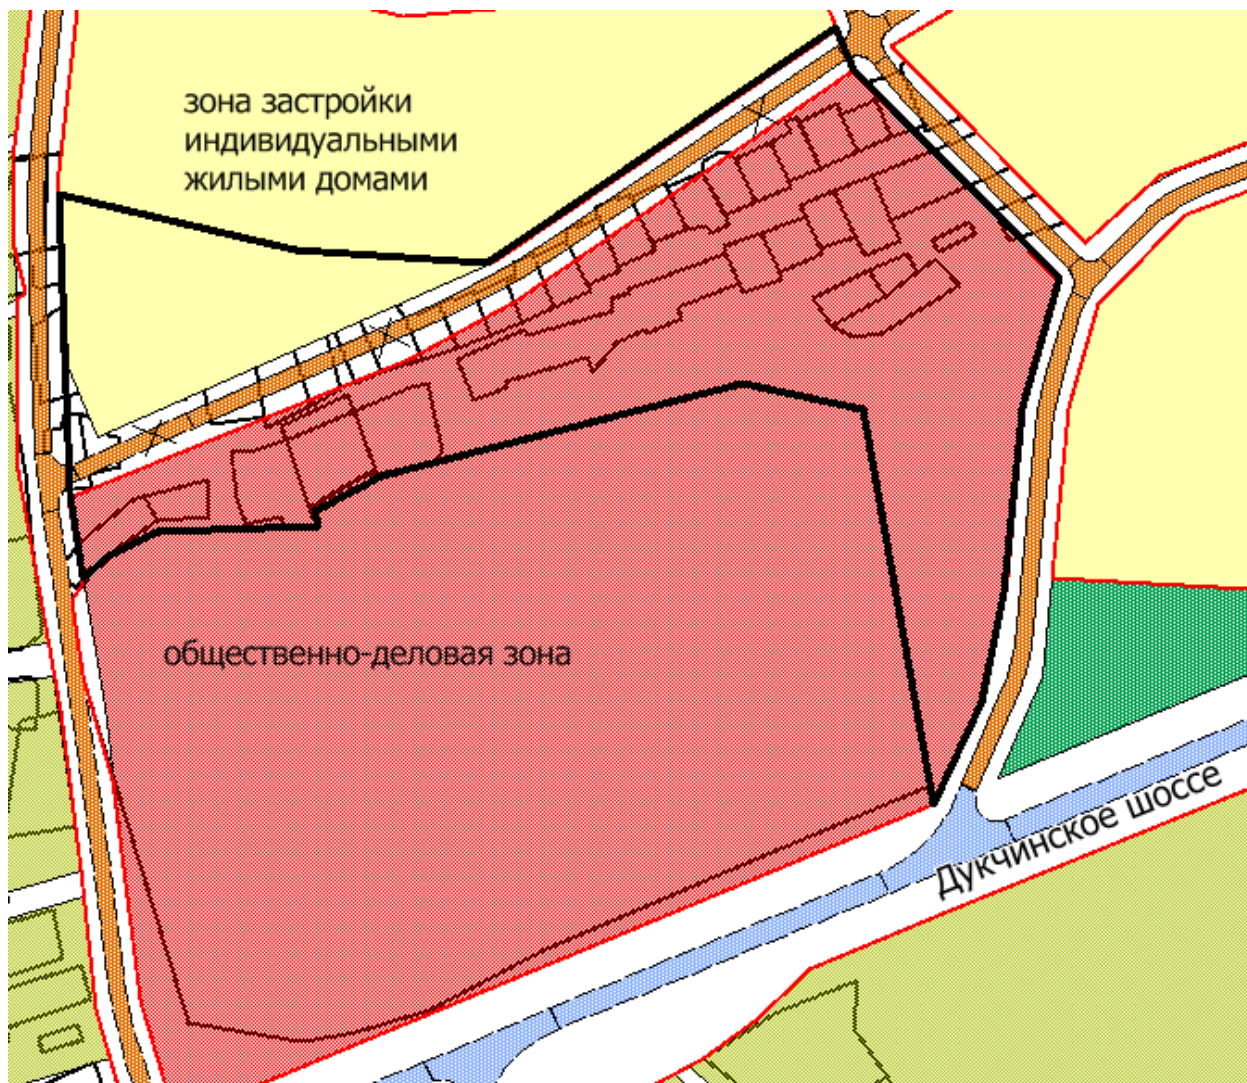 зона застройки
индивидуальными
жилыми домами
общественно-деловая зона
Дукчинское шоссе